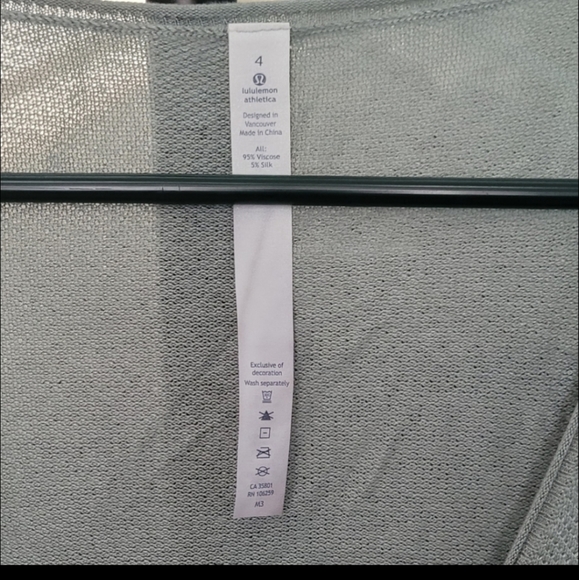 4
lululemon
athletica
Designed in
Vancouver
Made in China
All:
95% Viscose
5% Silk
Exclusive of
decoration
Wash separately
CA 35801
RN 106259
M3